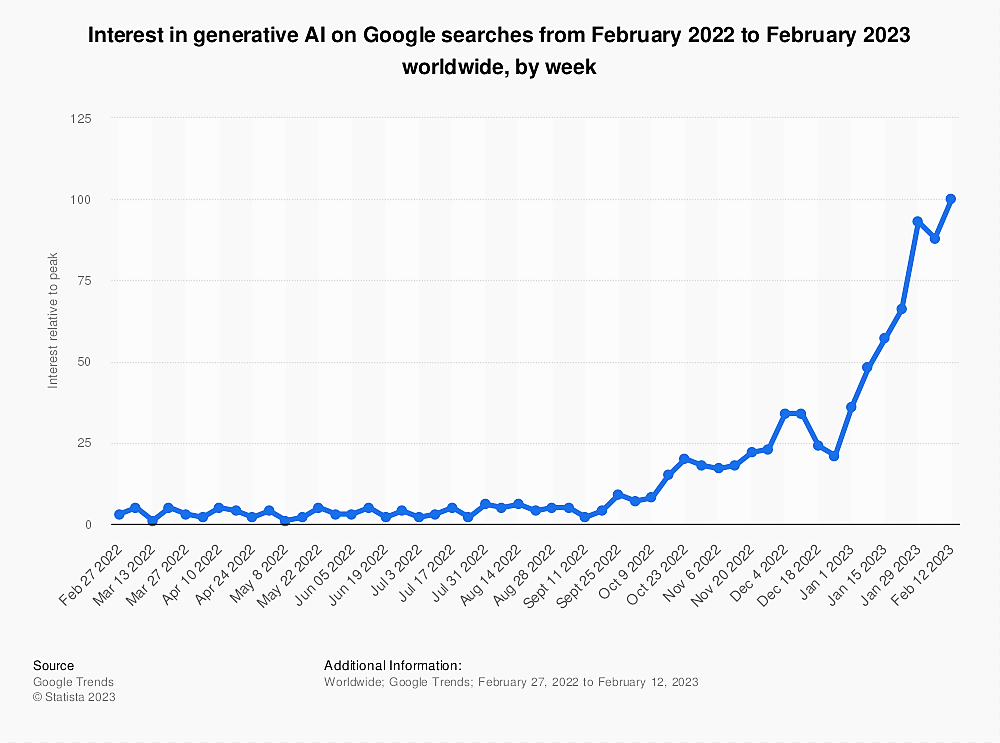 Interest in generative AI on Google searches from February 2022 to February 2023
worldwide, by week
125
100
75
50
25
0
Interest relative to peak
Feb 27 2022
Mar 13 2022
Mar 27 2022
Apr 10 2022
Apr 24 2022
May 8 2022
May 22 2022
Jun 05 2022
Jun 19 2022
Jul 3 2022
Jul 17 2022
Jul 31 2022
Aug 14 2022
Aug 28 2022
Sept 11 2022
Sept 25 2022
Oct 9 2022
Oct 23 2022
Nov 6 2022
Nov 20 2022
Dec 4 2022
Dec 18 2022
Jan 1 2023
Jan 15 2023
Jan 29 2023
Feb 12 2023
Source
Google Trends
© Statista 2023
Additional Information:
Worldwide; Google Trends; February 27, 2022 to February 12, 2023